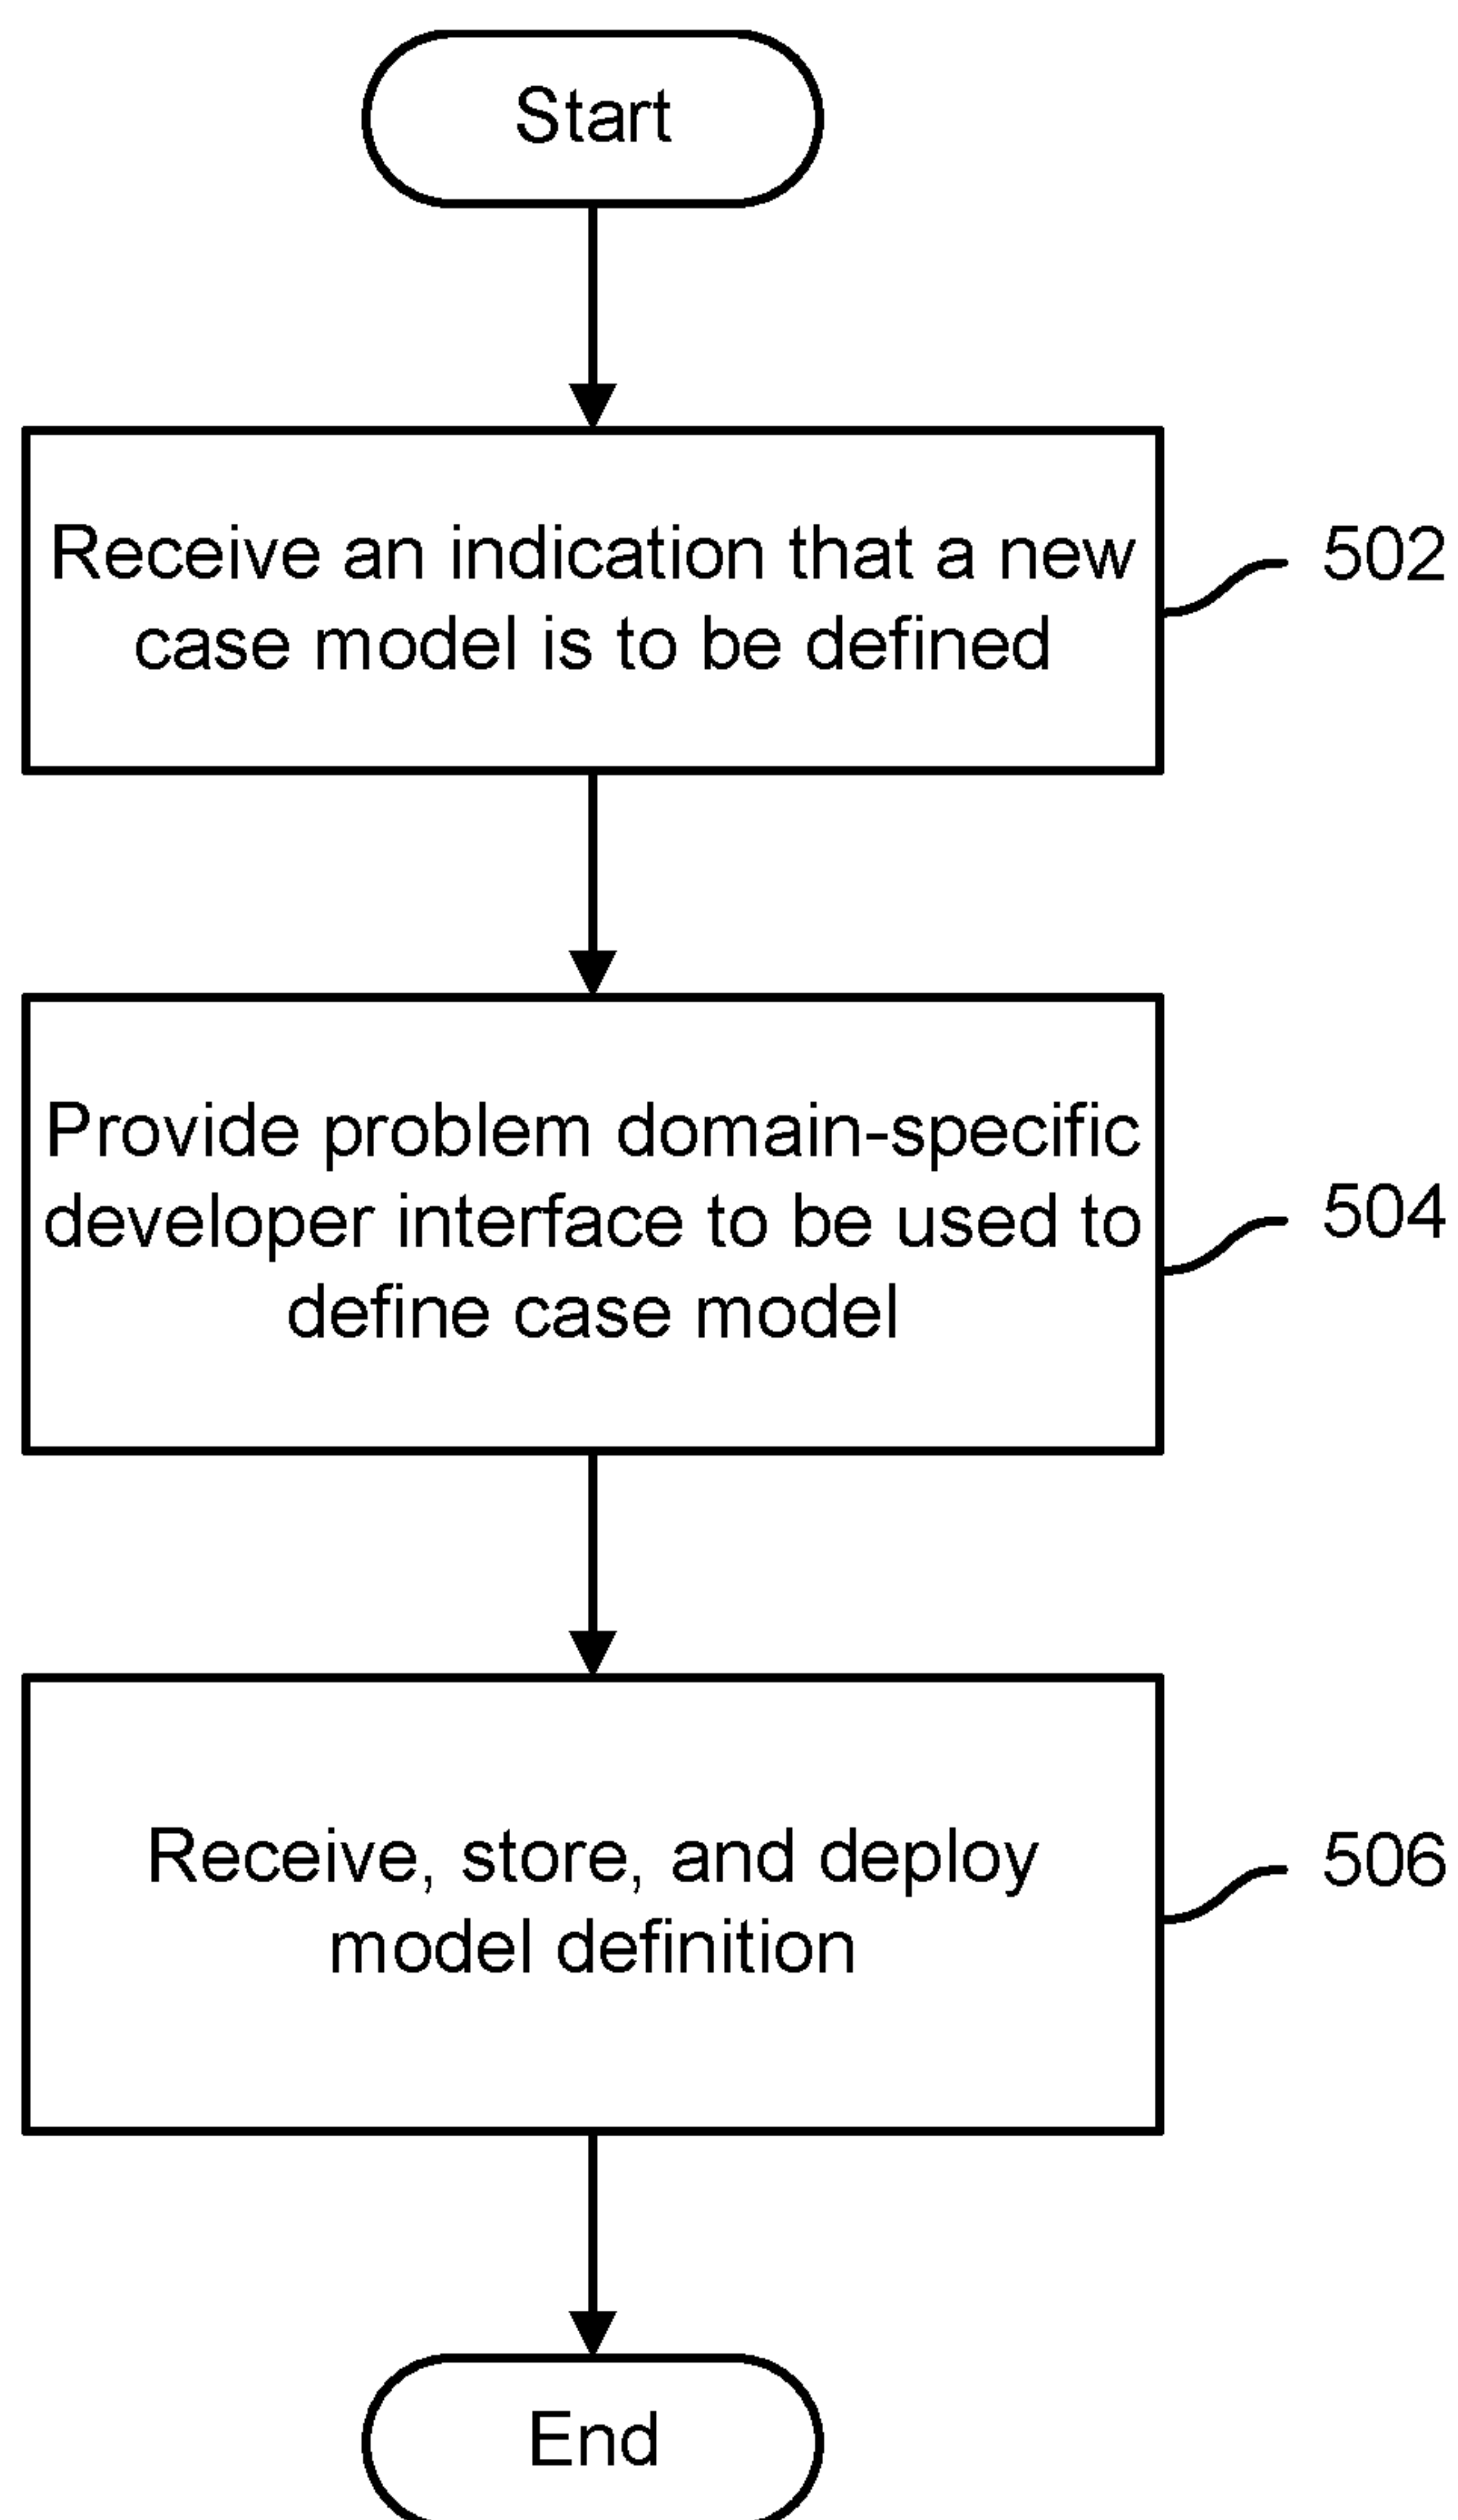 Start
Receive an indication that a new
case model is to be defined
502
Provide problem domain-specific
developer interface to be used to
define case model
504
Receive, store, and deploy
model definition
506
End